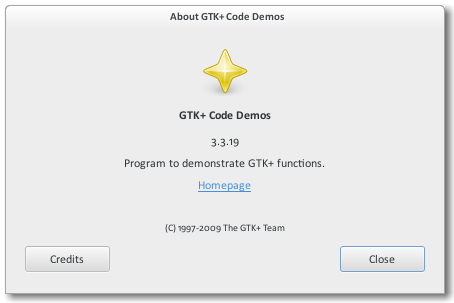 About GTK+ Code Demos
GTK+ Code Demos
3.3.19
Program to demonstrate GTK+ functions.
Homepage
(C) 1997-2009 The GTK+ Team
Credits
Close